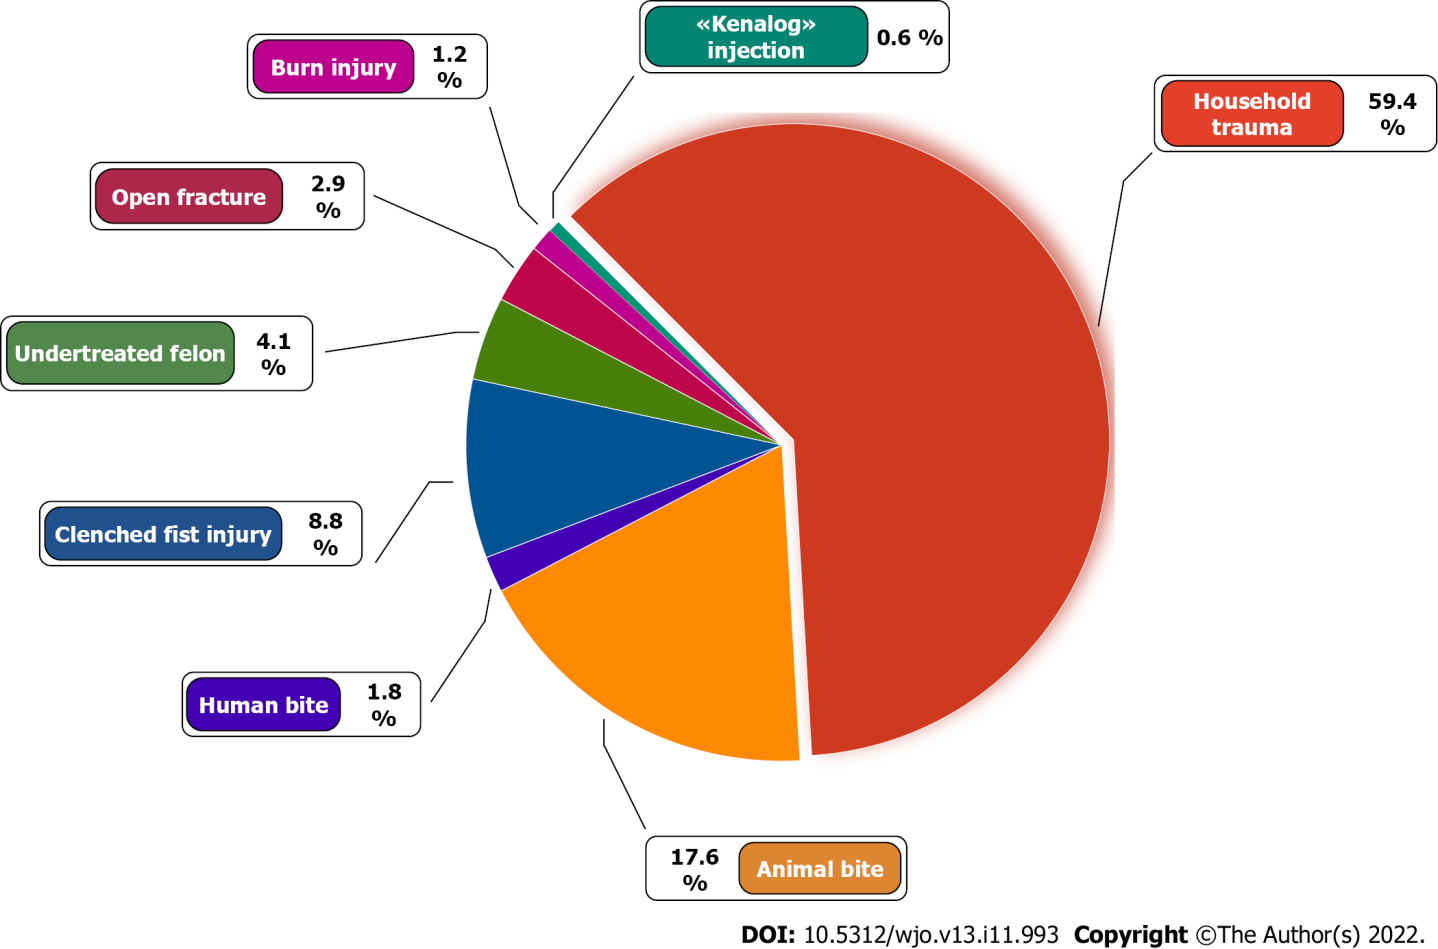 «Kenalog»
injection
0.6 %
Burn injury
1.2
%
Household
trauma
59.4
%
Open fracture
2.9
%
Undertreated felon
4.1
%
Clenched fist injury
8.8
%
Human bite
1.8
%
17.6
%
Animal bite
DOI: 10.5312/wjo.v13.i11.993 Copyright ©The Author(s) 2022.